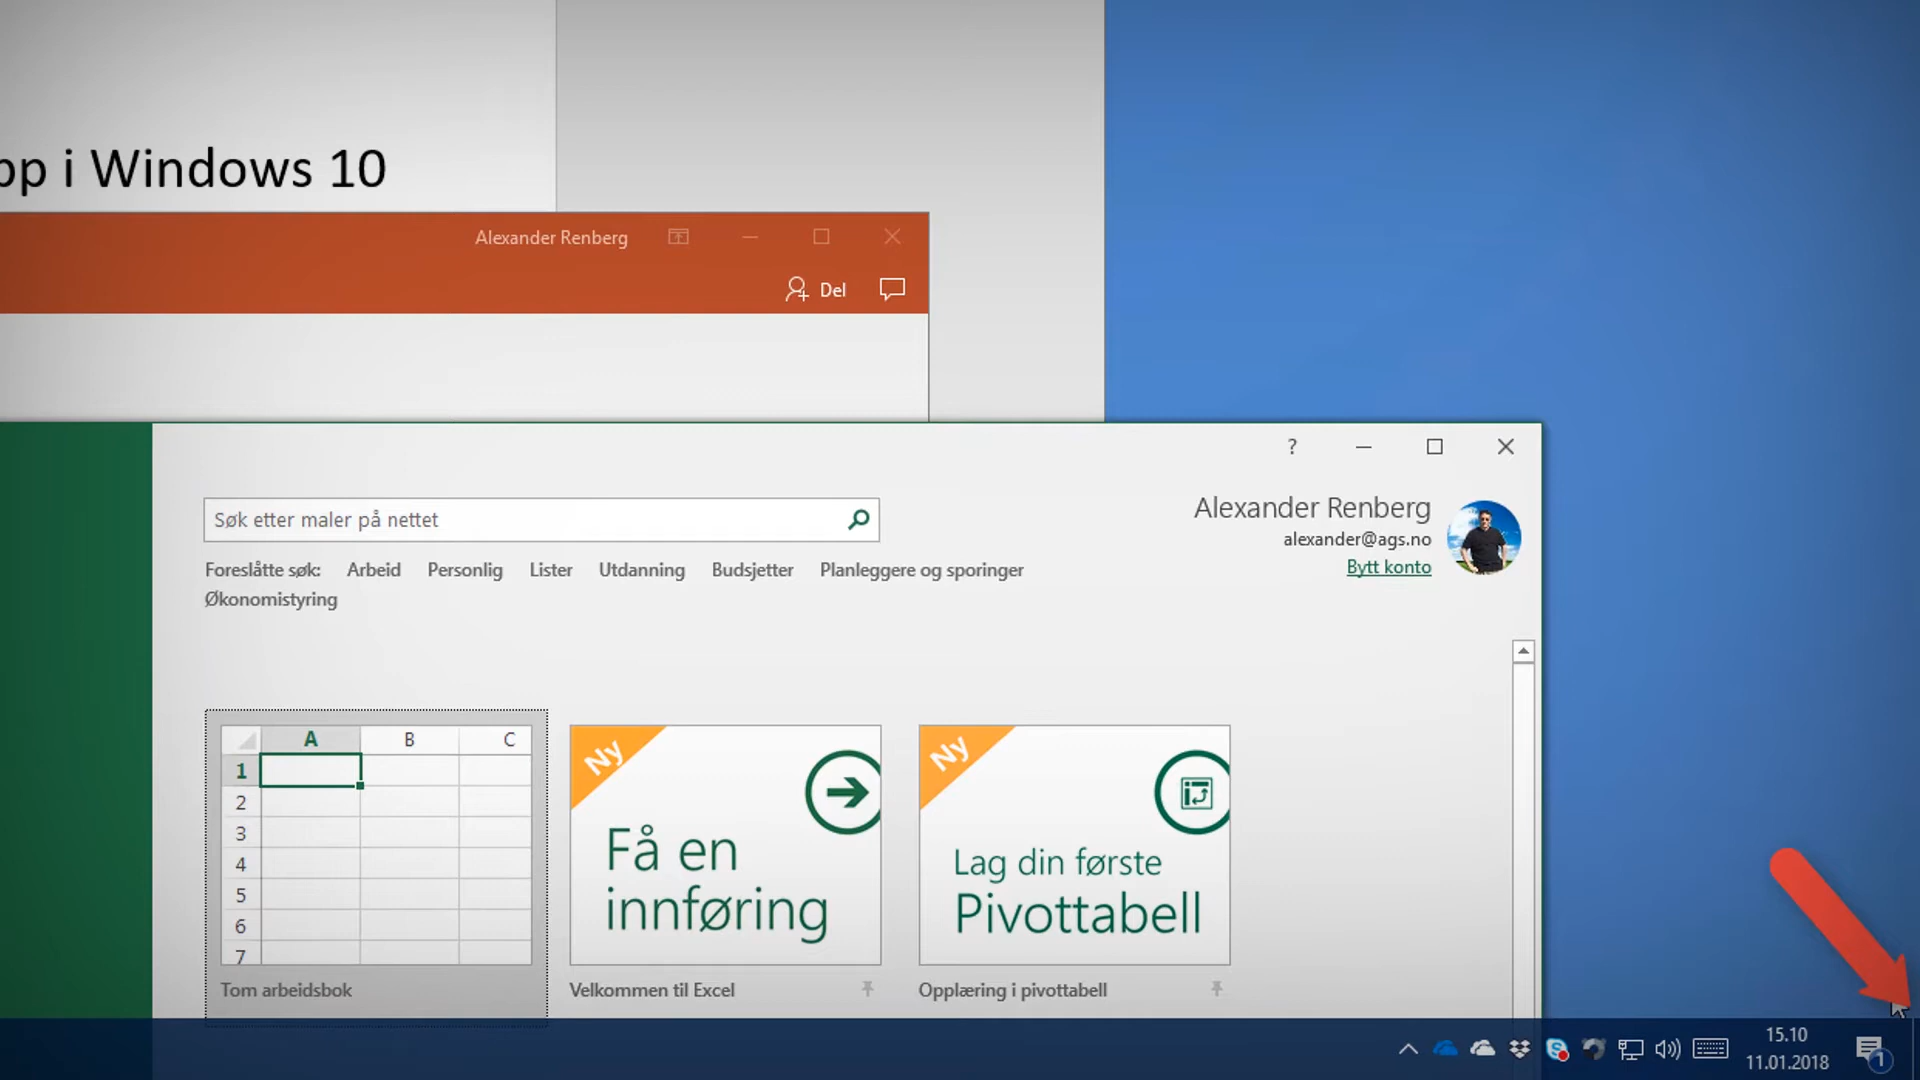 pp i Windows 10
Alexander Renberg
Del
?
Søk etter maler på nettet
Alexander Renberg
alexander@ags.no
Bytt konto
Foreslåtte søk: Arbeid Personlig Lister Utdanning Budsjetter Planleggere og sporinger
Økonomistyring
A B C
1
2
3
4
5
6
7
Tom arbeidsbok
Ny
Få en
innføring
Velkommen til Excel
Ny
Lag din første
Pivottabell
Opplæring i pivottabell
15.10
11.01.2018
1